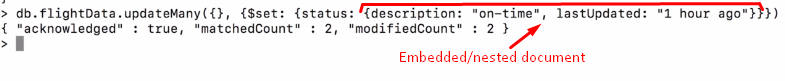 > db.flightData.updateMany({}, {$set: {status: {description: "on-time", lastUpdated: "1 hour ago"}}})
{ "acknowledged" : true, "matchedCount" : 2, "modifiedCount" : 2 }
>
Embedded/nested document